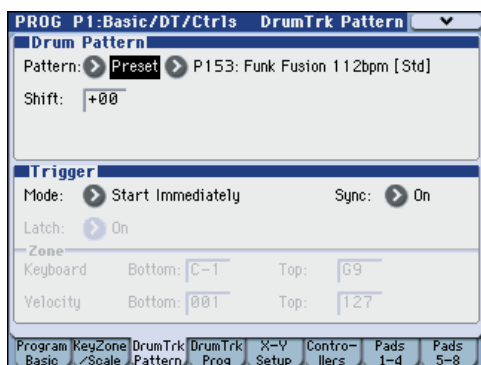 PROG P1:Basic/DT/Ctrls DrumTrk Pattern
Drum Pattern
Pattern: Preset P153: Funk Fusion 112bpm [Std]
Shift: +00
Trigger
Mode: Start Immediately Sync: On
Latch: On
Zone
Keyboard Bottom: C-1 Top: G9
Velocity Bottom: 001 Top: 127
Program Basic KeyZone /Scale DrumTrk Pattern DrumTrk Prog X-Y Setup Contro- llers Pads 1-4 Pads 5-8